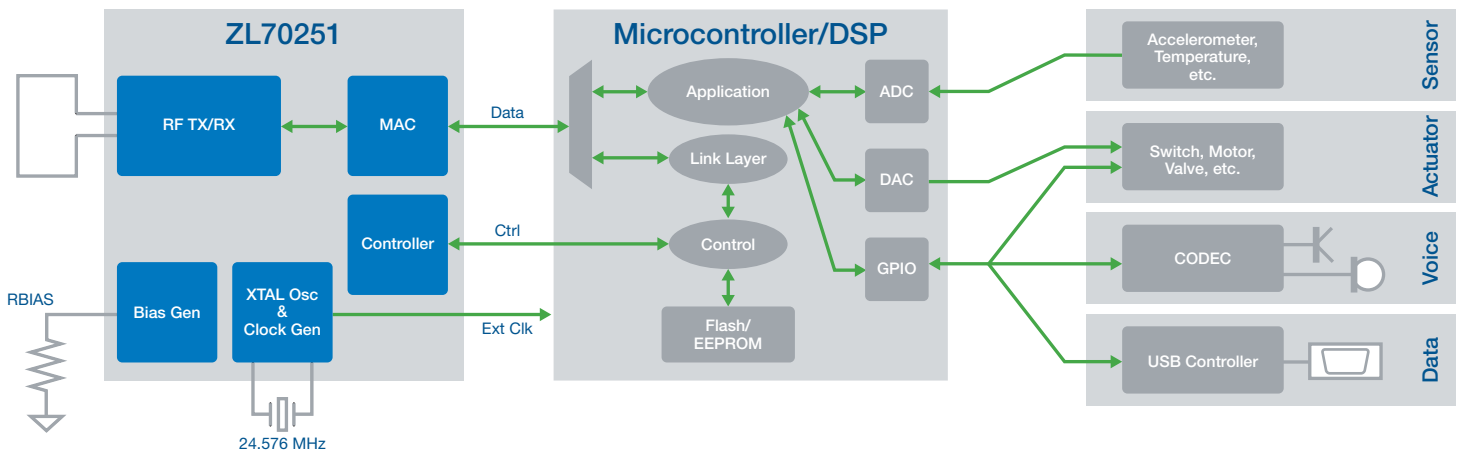 ZL70251
Microcontroller/DSP
RF TX/RX
MAC
Data
Controller
Ctrl
RBIAS
Bias Gen
XTAL Osc
&
Clock Gen
Ext Clk
24.576 MHz
Application
Link Layer
Control
Flash/
EEPROM
ADC
DAC
GPIO
Accelerometer,
Temperature,
etc.
Sensor
Switch, Motor,
Valve, etc.
Actuator
CODEC
Voice
USB Controller
Data